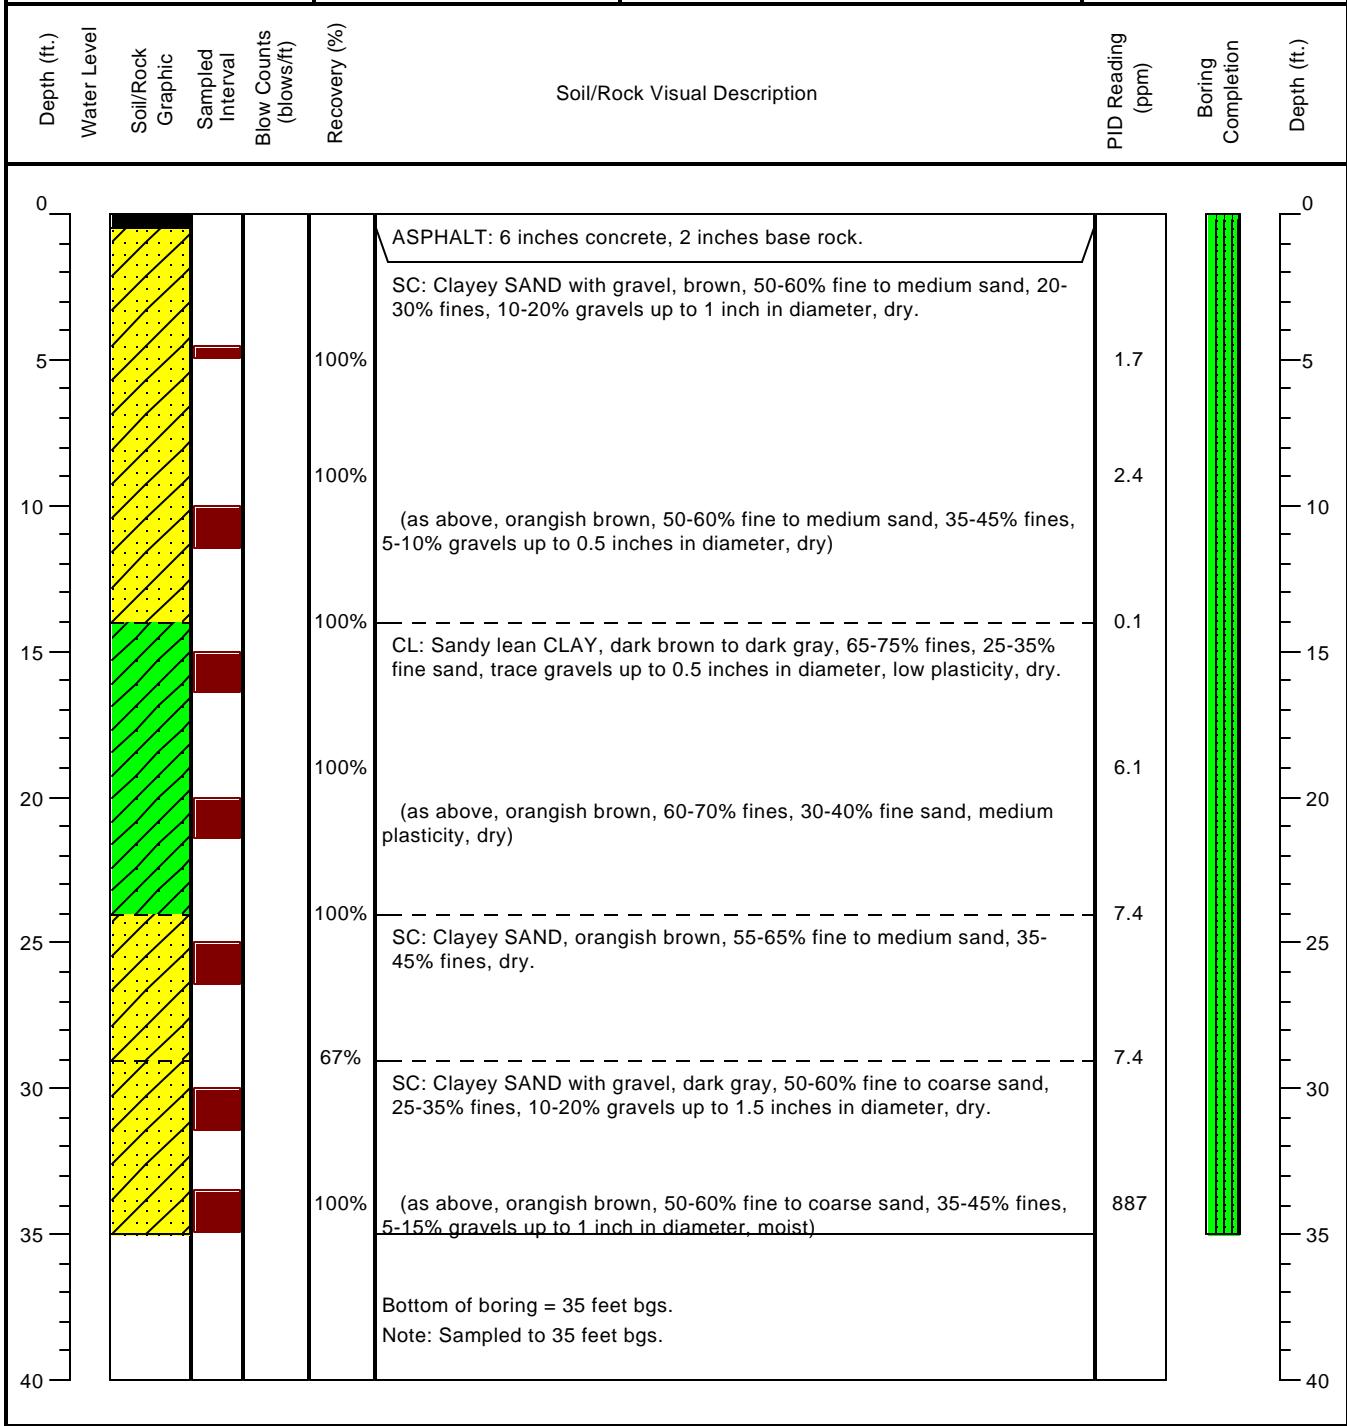 Depth (ft.)
Water Level
Soil/Rock
Graphic
Sampled
Interval
Blow Counts
(blows/ft)
Recovery (%)
Soil/Rock Visual Description
PID Reading
(ppm)
Boring
Completion
Depth (ft.)
0
0
ASPHALT: 6 inches concrete, 2 inches base rock.
SC: Clayey SAND with gravel, brown, 50-60% fine to medium sand, 20-
30% fines, 10-20% gravels up to 1 inch in diameter, dry.
5
100%
1.7
5
100%
2.4
10
10
(as above, orangish brown, 50-60% fine to medium sand, 35-45% fines,
5-10% gravels up to 0.5 inches in diameter, dry)
100%
0.1
CL: Sandy lean CLAY, dark brown to dark gray, 65-75% fines, 25-35%
15
15
fine sand, trace gravels up to 0.5 inches in diameter, low plasticity, dry.
100%
6.1
20
20
(as above, orangish brown, 60-70% fines, 30-40% fine sand, medium
plasticity, dry)
100%
7.4
SC: Clayey SAND, orangish brown, 55-65% fine to medium sand, 35-
25
25
45% fines, dry.
67%
7.4
SC: Clayey SAND with gravel, dark gray, 50-60% fine to coarse sand,
30
30
25-35% fines, 10-20% gravels up to 1.5 inches in diameter, dry.
100%
(as above, orangish brown, 50-60% fine to coarse sand, 35-45% fines,
887
5-15% gravels up to 1 inch in diameter, moist)
35
35
Bottom of boring = 35 feet bgs.
Note: Sampled to 35 feet bgs.
40
40